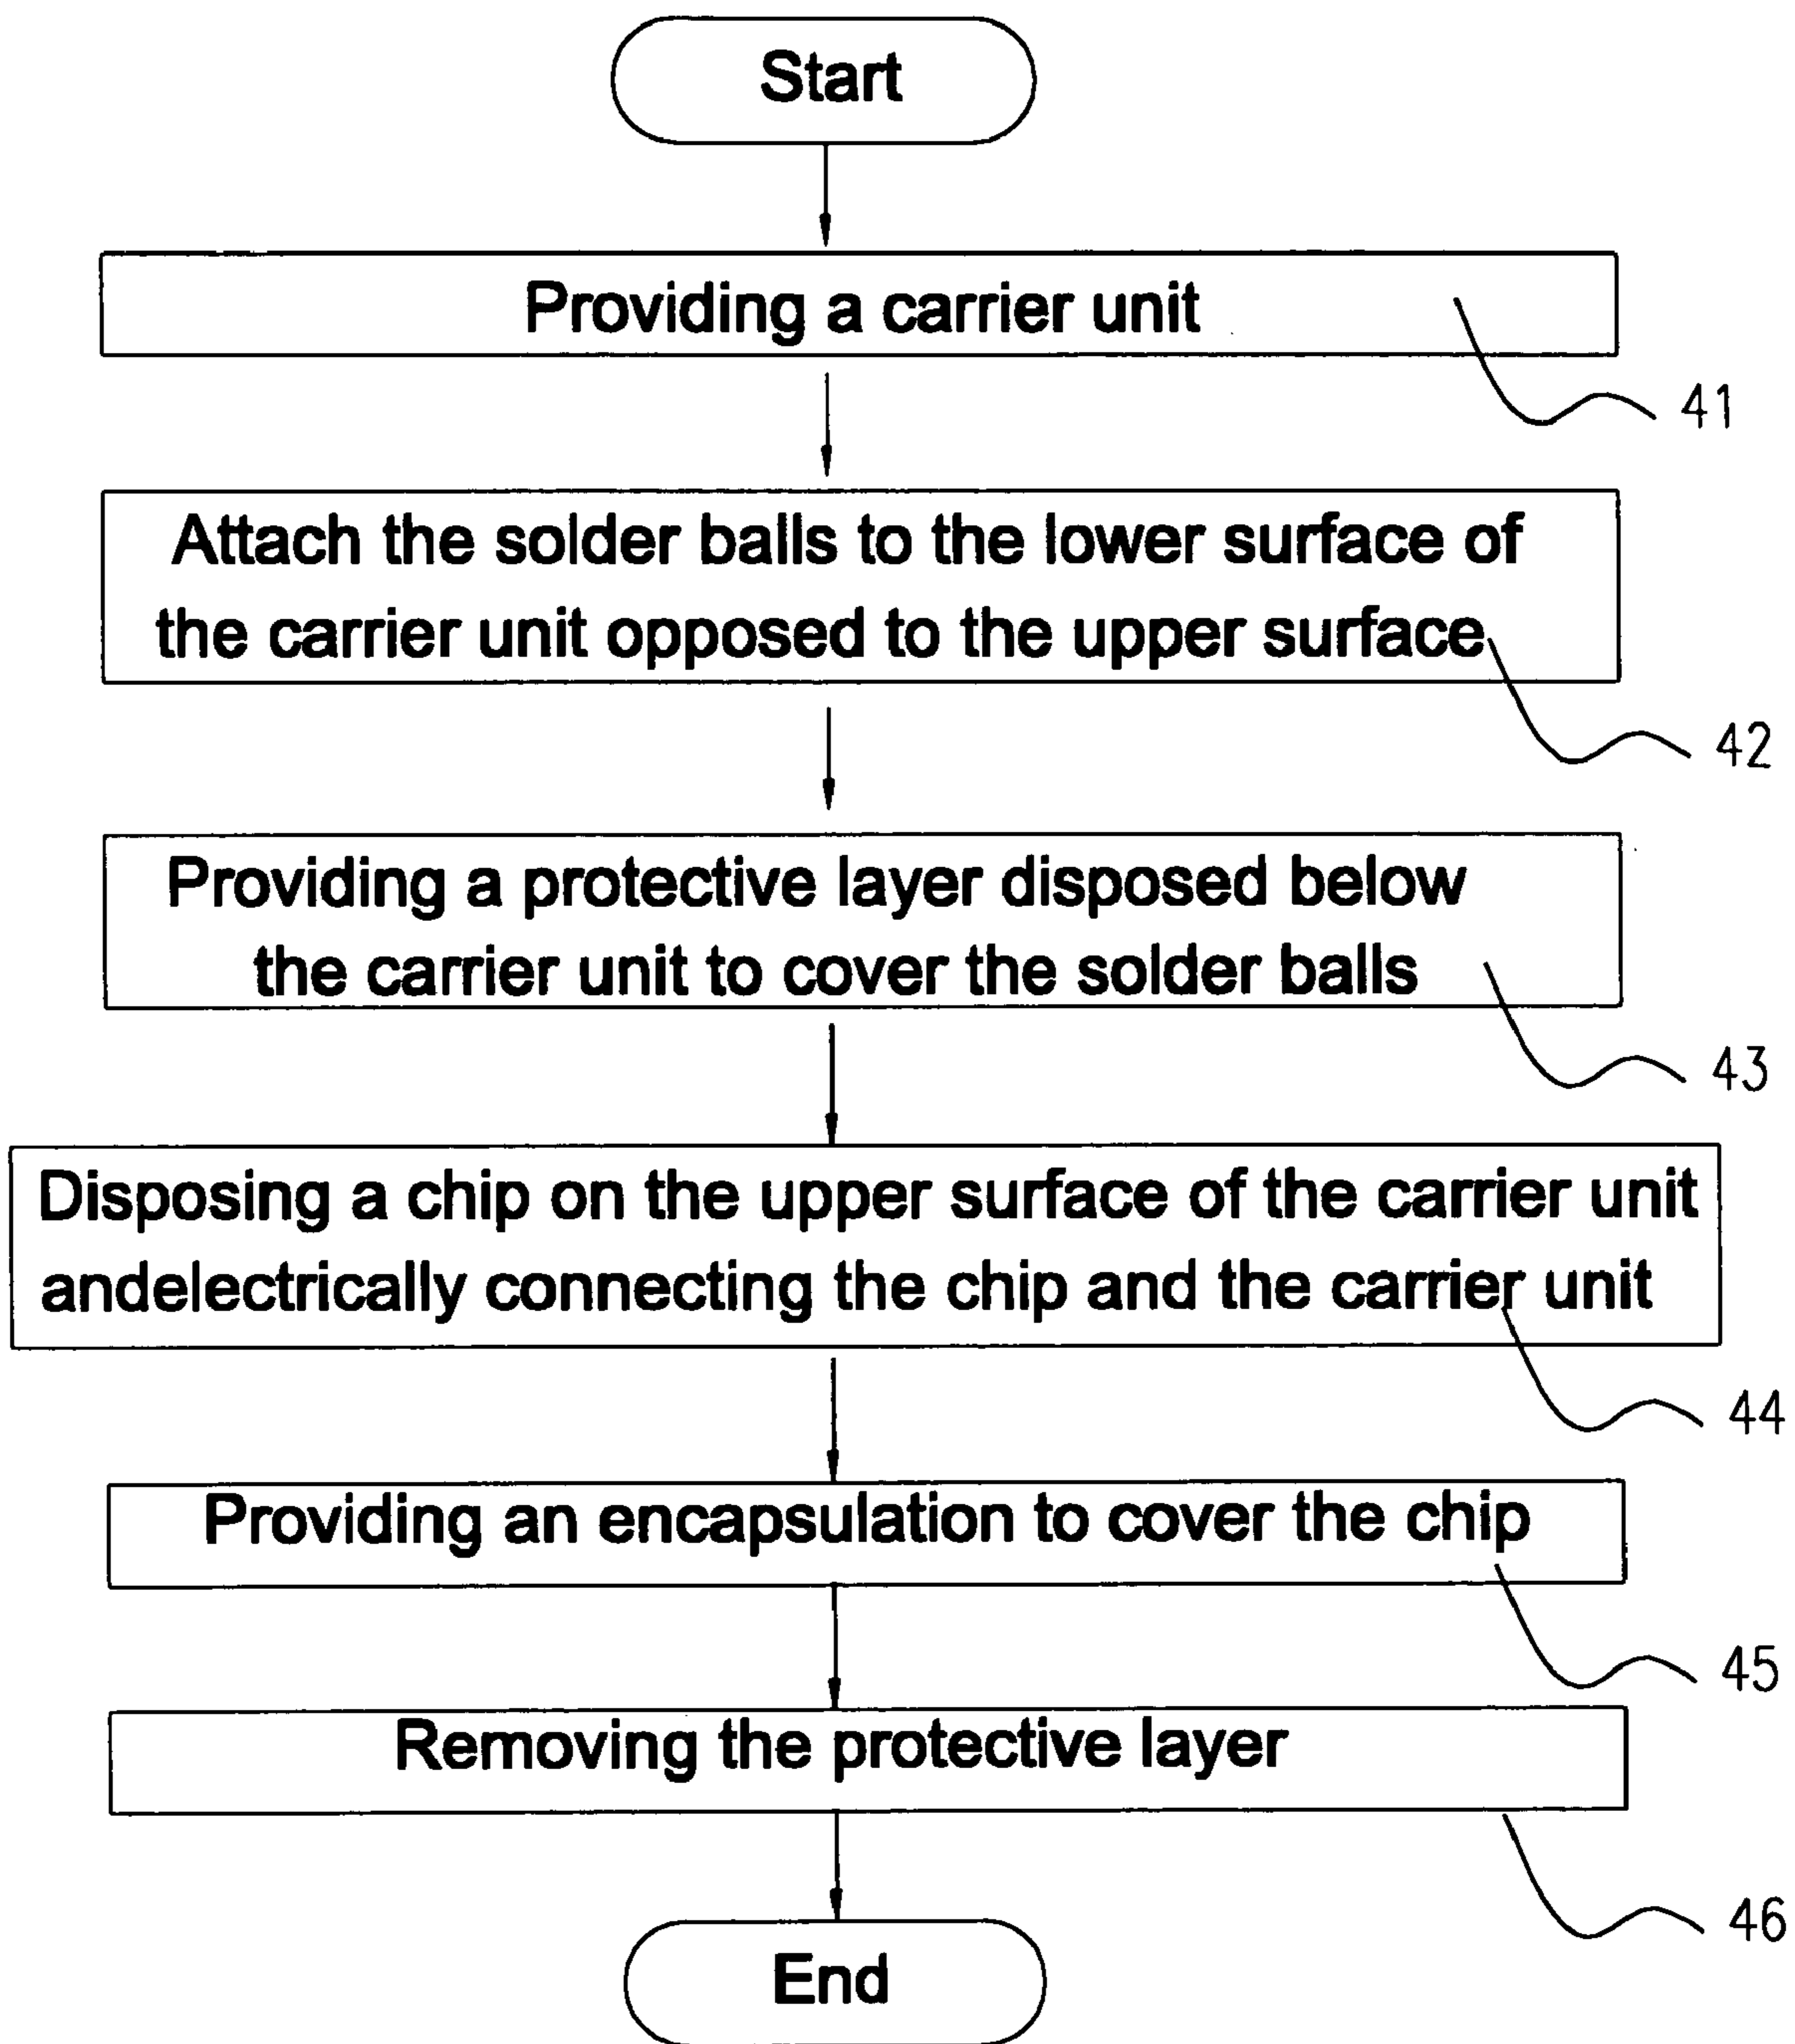 Start
Providing a carrier unit
41
Attach the solder balls to the lower surface of
the carrier unit opposed to the upper surface
42
Providing a protective layer disposed below
the carrier unit to cover the solder balls
43
Disposing a chip on the upper surface of the carrier unit
andelectrically connecting the chip and the carrier unit
44
Providing an encapsulation to cover the chip
45
Removing the protective layer
46
End